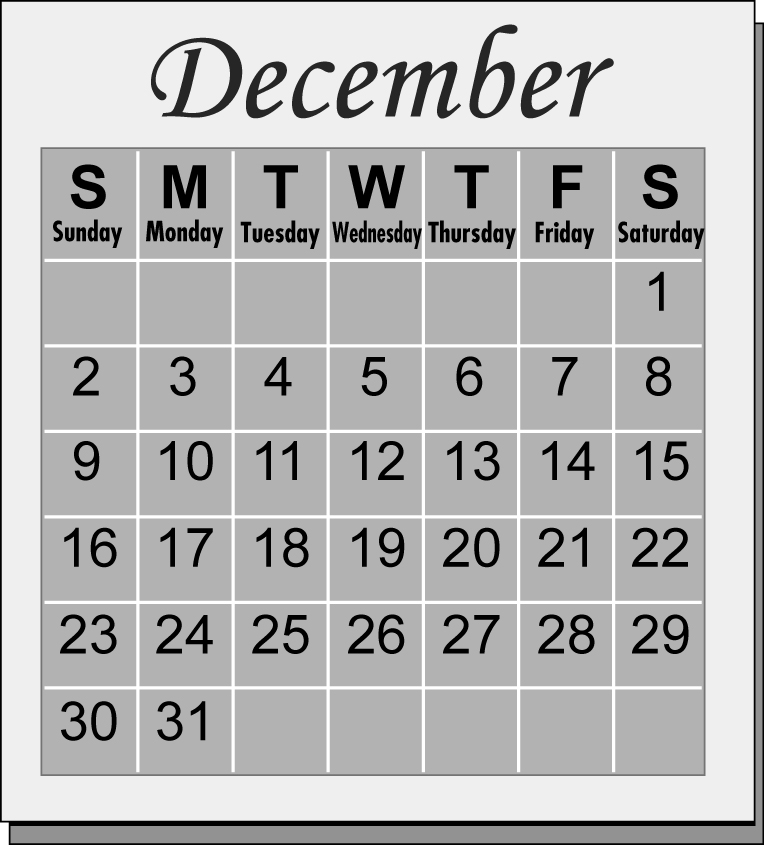 December
S M T W T F S
Sunday Monday Tuesday Wednesday Thursday Friday Saturday
1
2 3 4 5 6 7 8
9 10 11 12 13 14 15
16 17 18 19 20 21 22
23 24 25 26 27 28 29
30 31